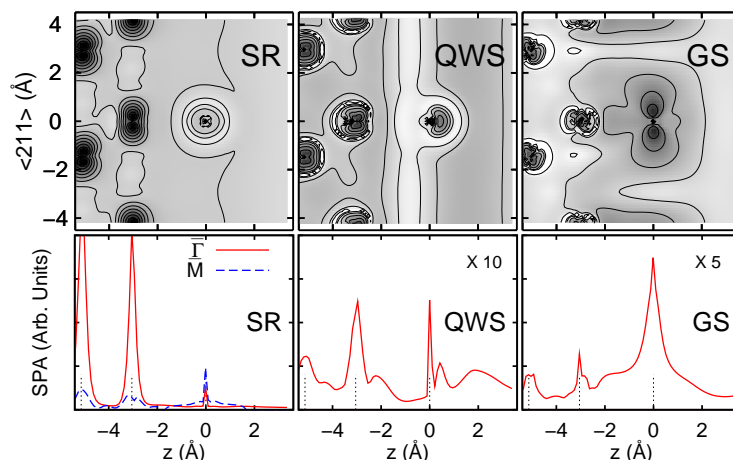 4
2
0
−2
−4
<211> (Å)
SR
QWS
GS
SPA (Arb. Units)
Γ̅
M̅
SR
X 10
QWS
X 5
GS
−4 −2 0 2
−4 −2 0 2
−4 −2 0 2
z (Å)
z (Å)
z (Å)